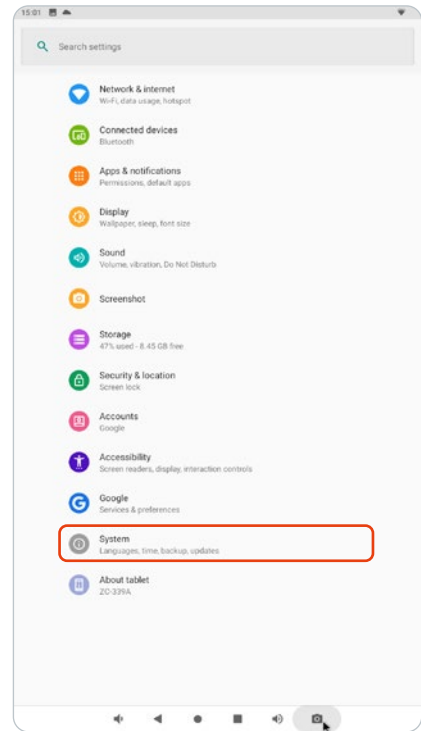 15:01
Search settings
Network & internet
Wi-Fi, data usage, hotspot
Connected devices
Bluetooth
Apps & notifications
Permissions, default apps
Display
Wallpaper, sleep, font size
Sound
Volume, vibration, Do Not Disturb
Screenshot
Storage
47% used - 8.45 GB free
Security & location
Screen lock
Accounts
Google
Accessibility
Screen readers, display, interaction controls
Google
Services & preferences
System
Languages, time, backup, updates
About tablet
ZC-339A